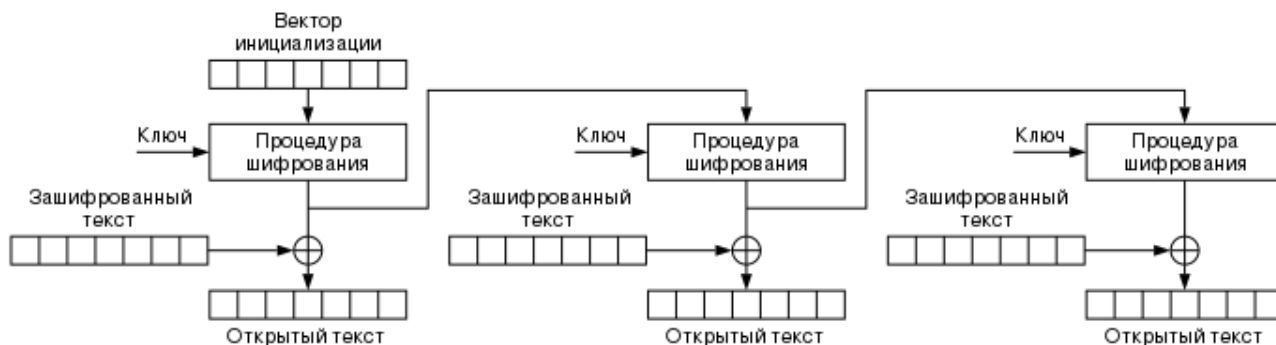 Вектор
инициализации
Ключ
Процедура
шифрования
Ключ
Процедура
шифрования
Ключ
Процедура
шифрования
Зашифрованный
текст
Зашифрованный
текст
Зашифрованный
текст
Открытый текст
Открытый текст
Открытый текст